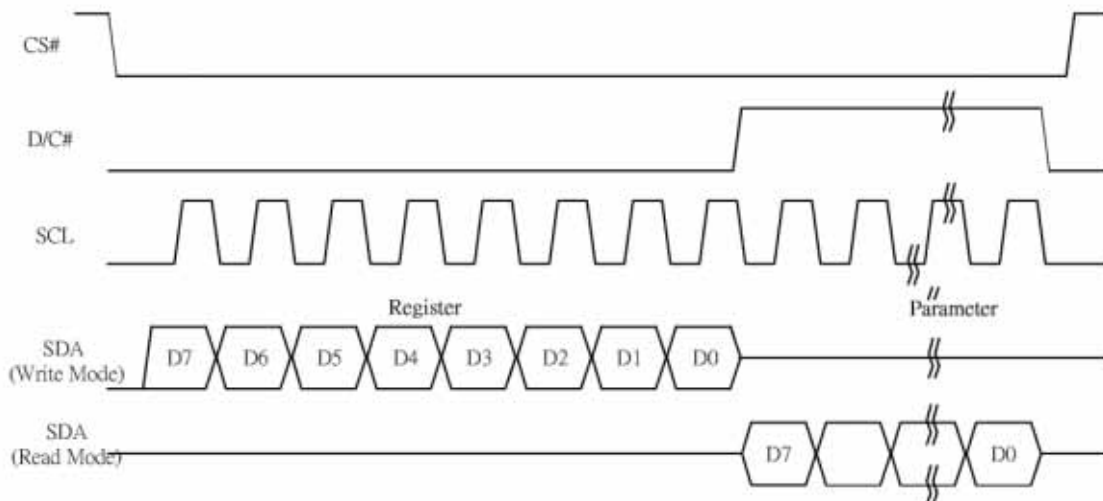 CS#
D/C#
SCL
Register Parameter
SDA
(Write Mode)
D7 D6 D5 D4 D3 D2 D1 D0
SDA
(Read Mode)
D7 D0